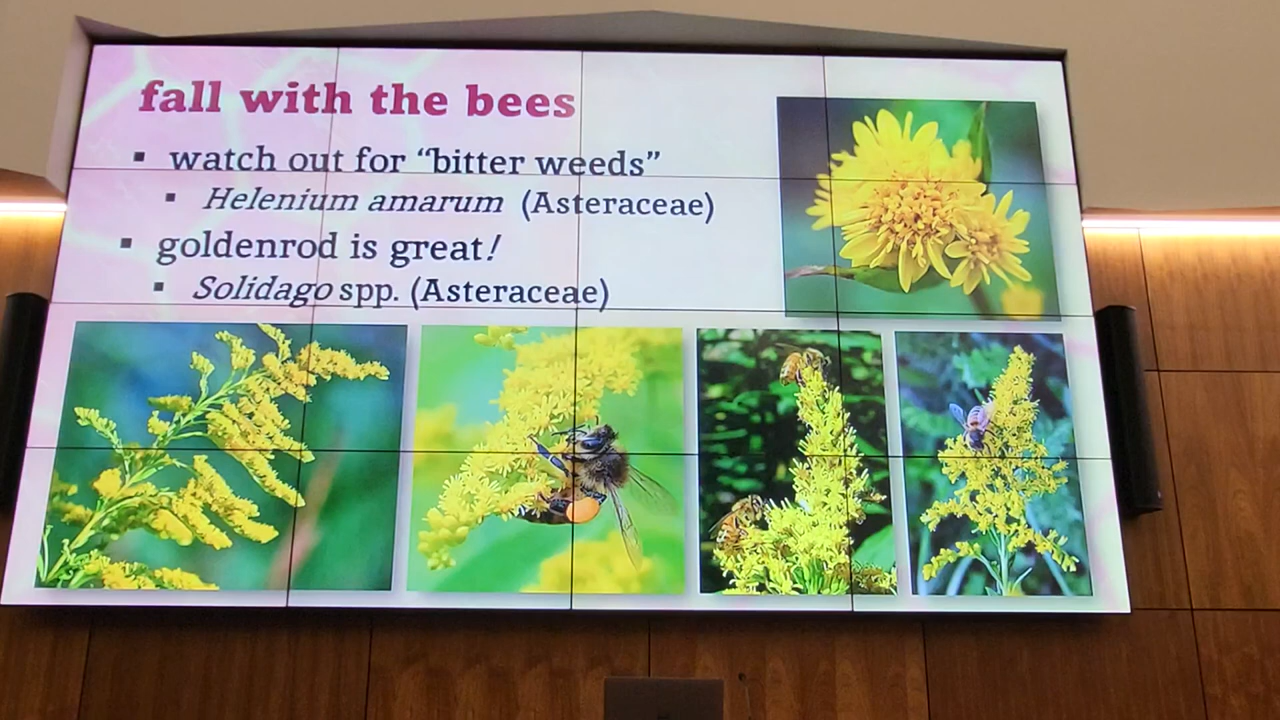 fall with the bees
▪ watch out for “bitter weeds”
▪ Helenium amarum (Asteraceae)
▪ goldenrod is great!
▪ Solidago spp. (Asteraceae)